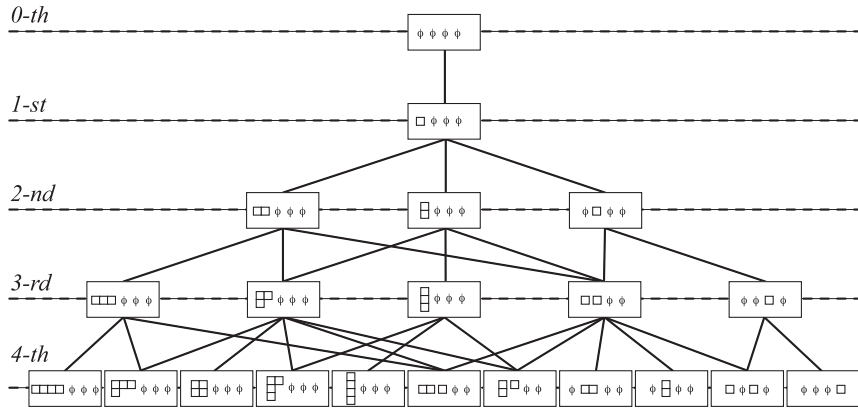 0-th
ϕ ϕ ϕ ϕ
1-st
□ ϕ ϕ ϕ
2-nd
□□ ϕ ϕ ϕ
ϕ ϕ ϕ
ϕ □ ϕ ϕ
3-rd
□□□ ϕ ϕ ϕ
ϕ ϕ ϕ
ϕ ϕ ϕ
□ □ ϕ ϕ
ϕ ϕ □ ϕ
4-th
□□□□ ϕ ϕ ϕ
ϕ ϕ ϕ
ϕ ϕ ϕ
ϕ ϕ ϕ
ϕ ϕ ϕ
□□ □ ϕ ϕ
□ ϕ ϕ
ϕ □□ ϕ ϕ
ϕ ϕ ϕ
□ ϕ □ ϕ
ϕ ϕ ϕ □